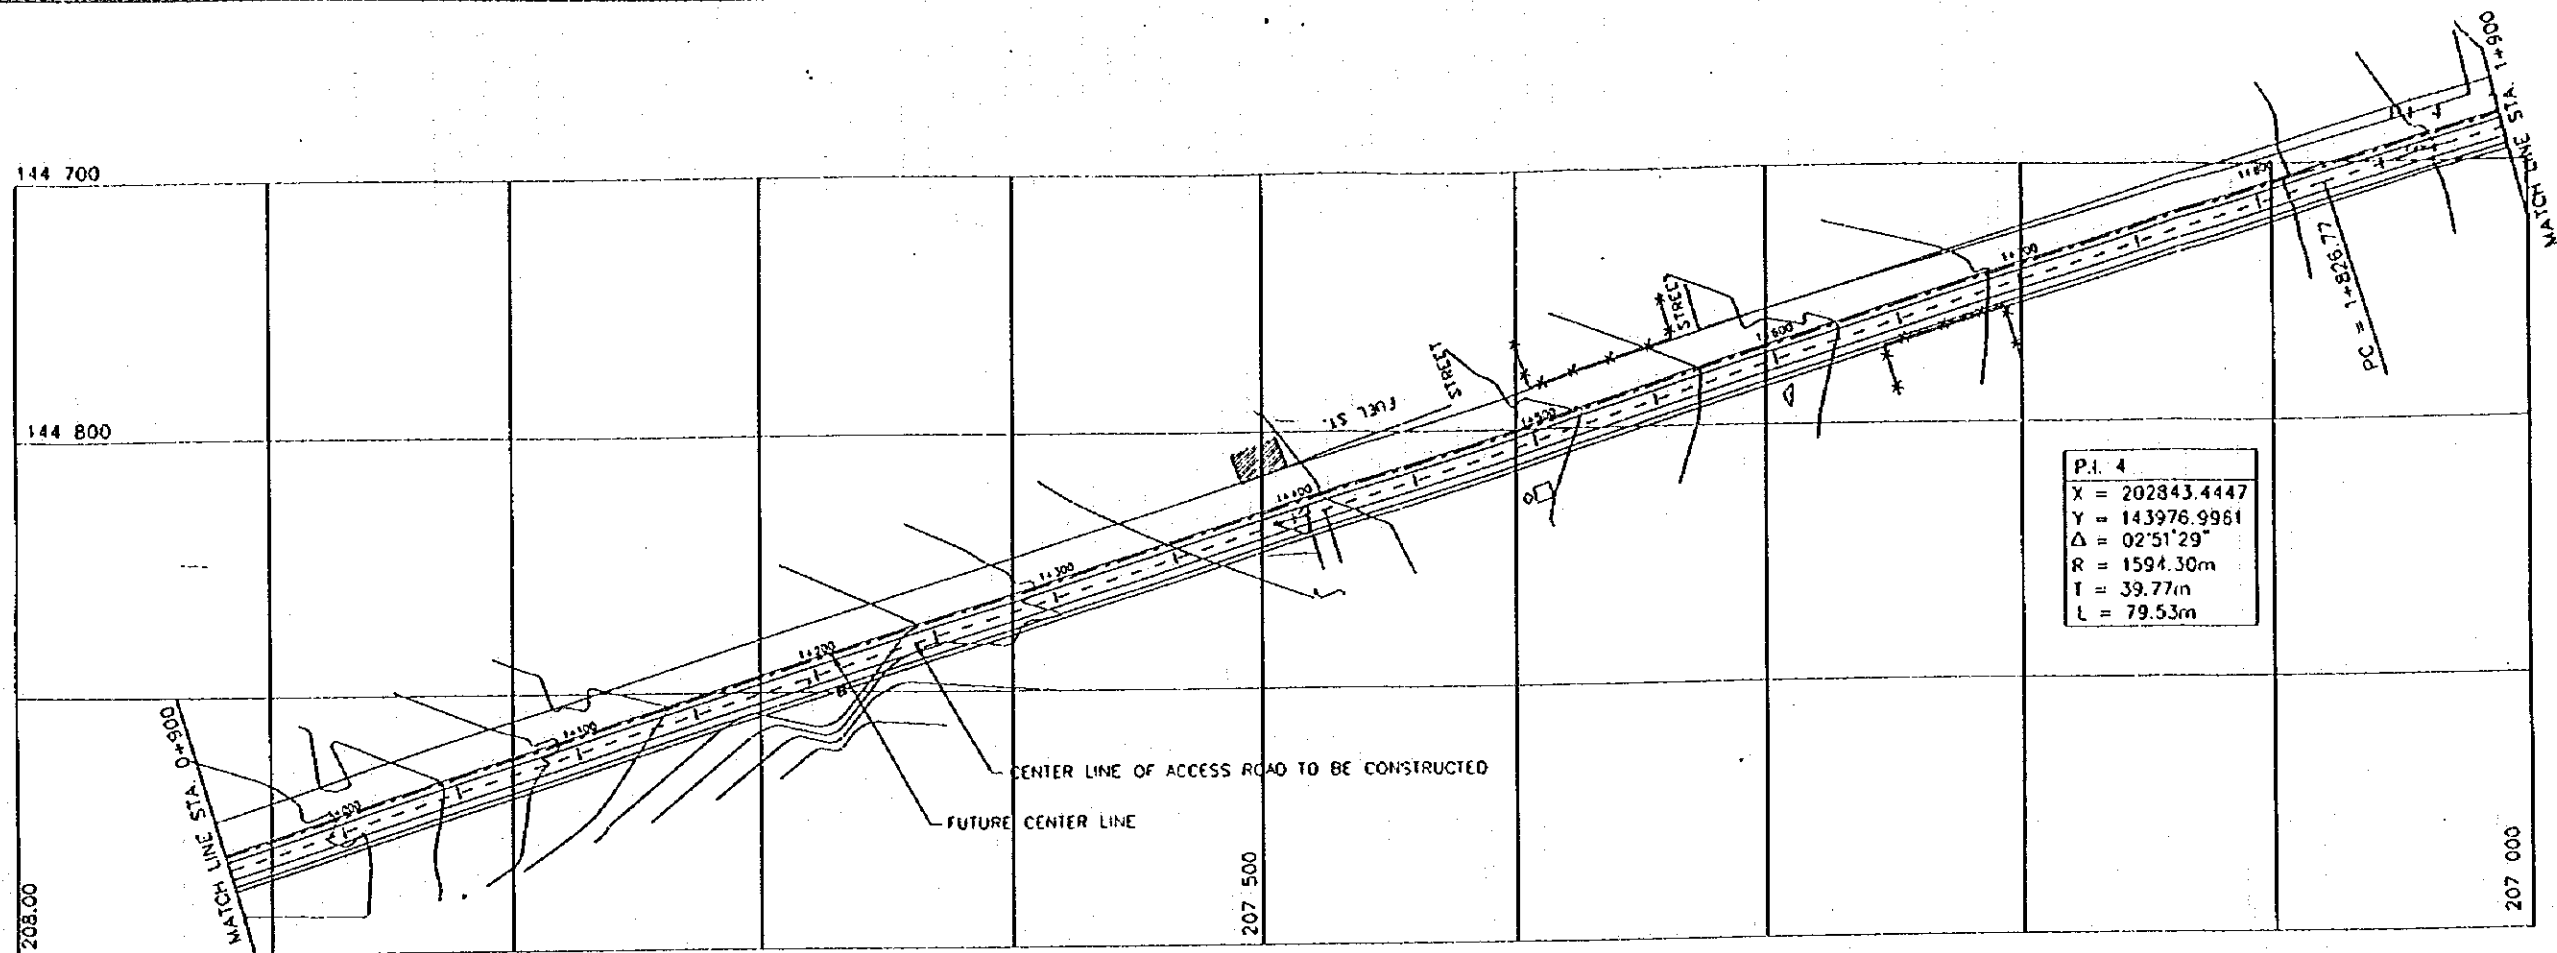 144 700
144 800
MATCH LINE STA. 0+900
MATCH LINE STA. 1+900
1+000
1+100
1+200
1+300
1+400
1+500
1+600
1+700
1+800
FUEL ST.
STREET
PC = 1+826.77
CENTER LINE OF ACCESS ROAD TO BE CONSTRUCTED
FUTURE CENTER LINE
P.I. 4
X = 202843.4447
Y = 143976.9961
Δ = 02°51'29"
R = 1594.30m
T = 39.77m
L = 79.53m
208.00
207 500
207 000